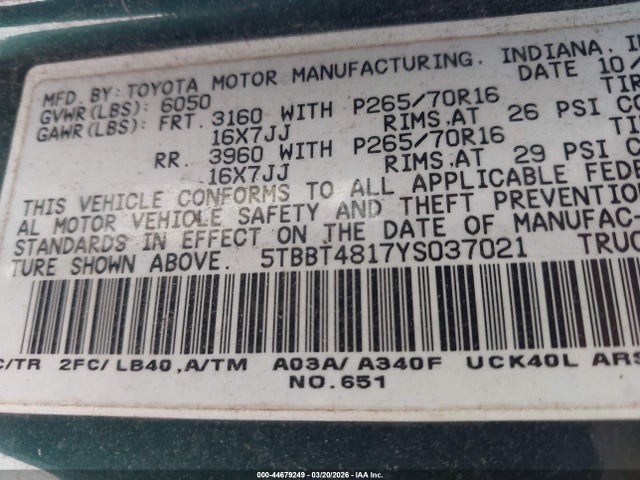 MFD. BY: TOYOTA MOTOR MANUFACTURING, INDIANA, I
GVWR(LBS): 6050 DATE 10/
GAWR(LBS): FRT. 3160 WITH P265/70R16 TIR
16X7JJ RIMS,AT 26 PSI C
RR. 3960 WITH P265/70R16 TI
16X7JJ RIMS,AT 29 PSI C
THIS VEHICLE CONFORMS TO ALL APPLICABLE FEDE
AL MOTOR VEHICLE SAFETY AND THEFT PREVENTION
STANDARDS IN EFFECT ON THE DATE OF MANUFAC
TURE SHOWN ABOVE. 5TBBT4817YS037021 TRUC
C/TR 2FC/ LB40 ,A/TM A03A/ A340F UCK40L ARS
NO.651
000-44679249 | 03/20/2026 | IAA